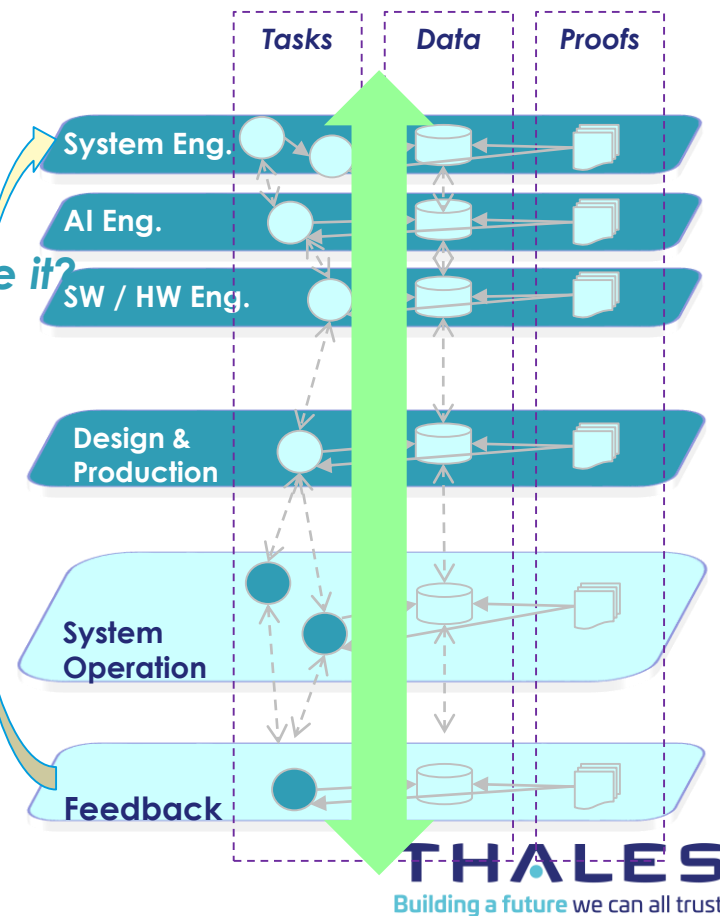 Tasks Data Proofs
System Eng.
AI Eng.
e it?
SW / HW Eng.
Design &
Production
System
Operation
Feedback
THALES
Building a future we can all trust